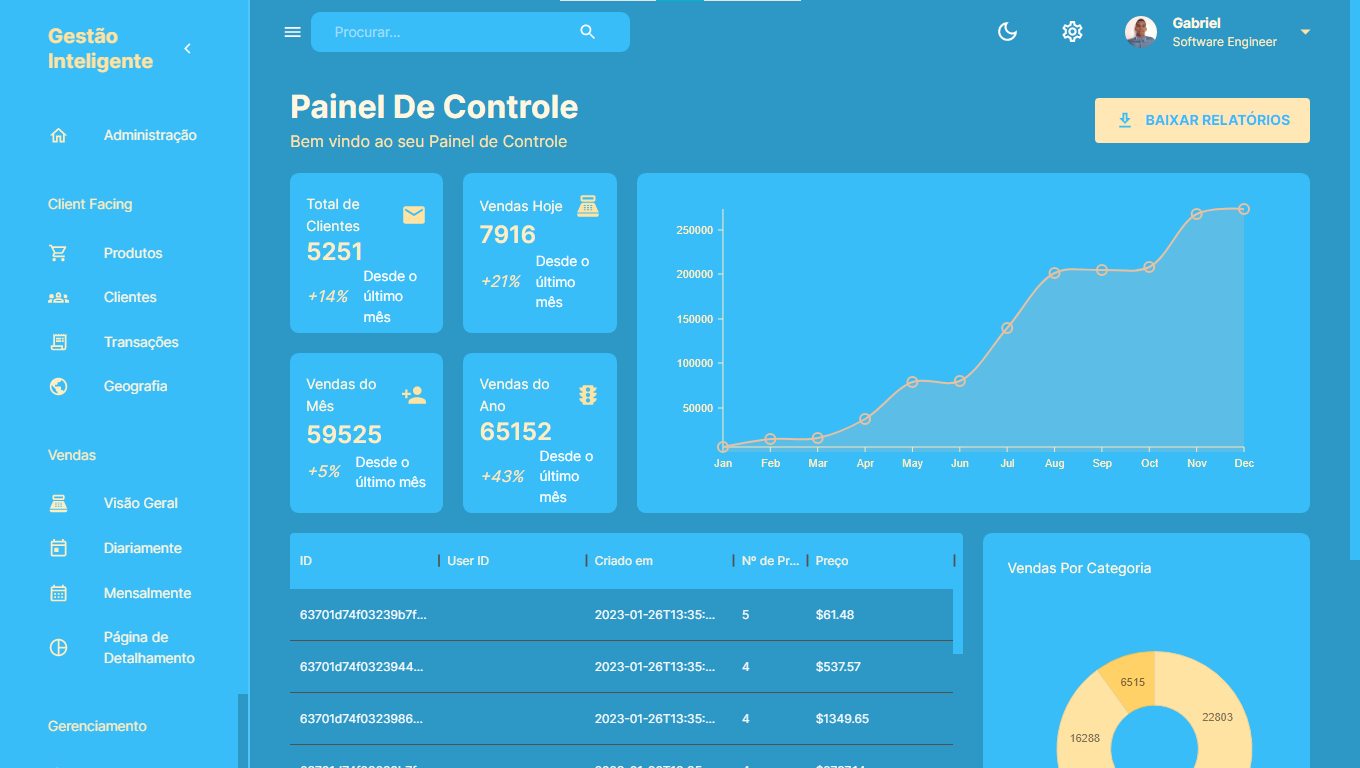 Gestão
Inteligente
Administração
Client Facing
Produtos
Clientes
Transações
Geografia
Vendas
Visão Geral
Diariamente
Mensalmente
Página de
Detalhamento
Gerenciamento
Procurar...
Gabriel
Software Engineer
Painel De Controle
Bem vindo ao seu Painel de Controle
BAIXAR RELATÓRIOS
Total de
Clientes
5251
+14%
Desde o
último
mês
Vendas Hoje
7916
+21%
Desde o
último
mês
Vendas do
Mês
59525
+5%
Desde o
último mês
Vendas do
Ano
65152
+43%
Desde o
último
mês
250000
200000
150000
100000
50000
Jan Feb Mar Apr May Jun Jul Aug Sep Oct Nov Dec
ID User ID Criado em Nº de Pr... Preço
63701d74f03239b7f... 2023-01-26T13:35:... 5 $61.48
63701d74f0323944... 2023-01-26T13:35:... 4 $537.57
63701d74f0323986... 2023-01-26T13:35:... 4 $1349.65
Vendas Por Categoria
6515
22803
16288